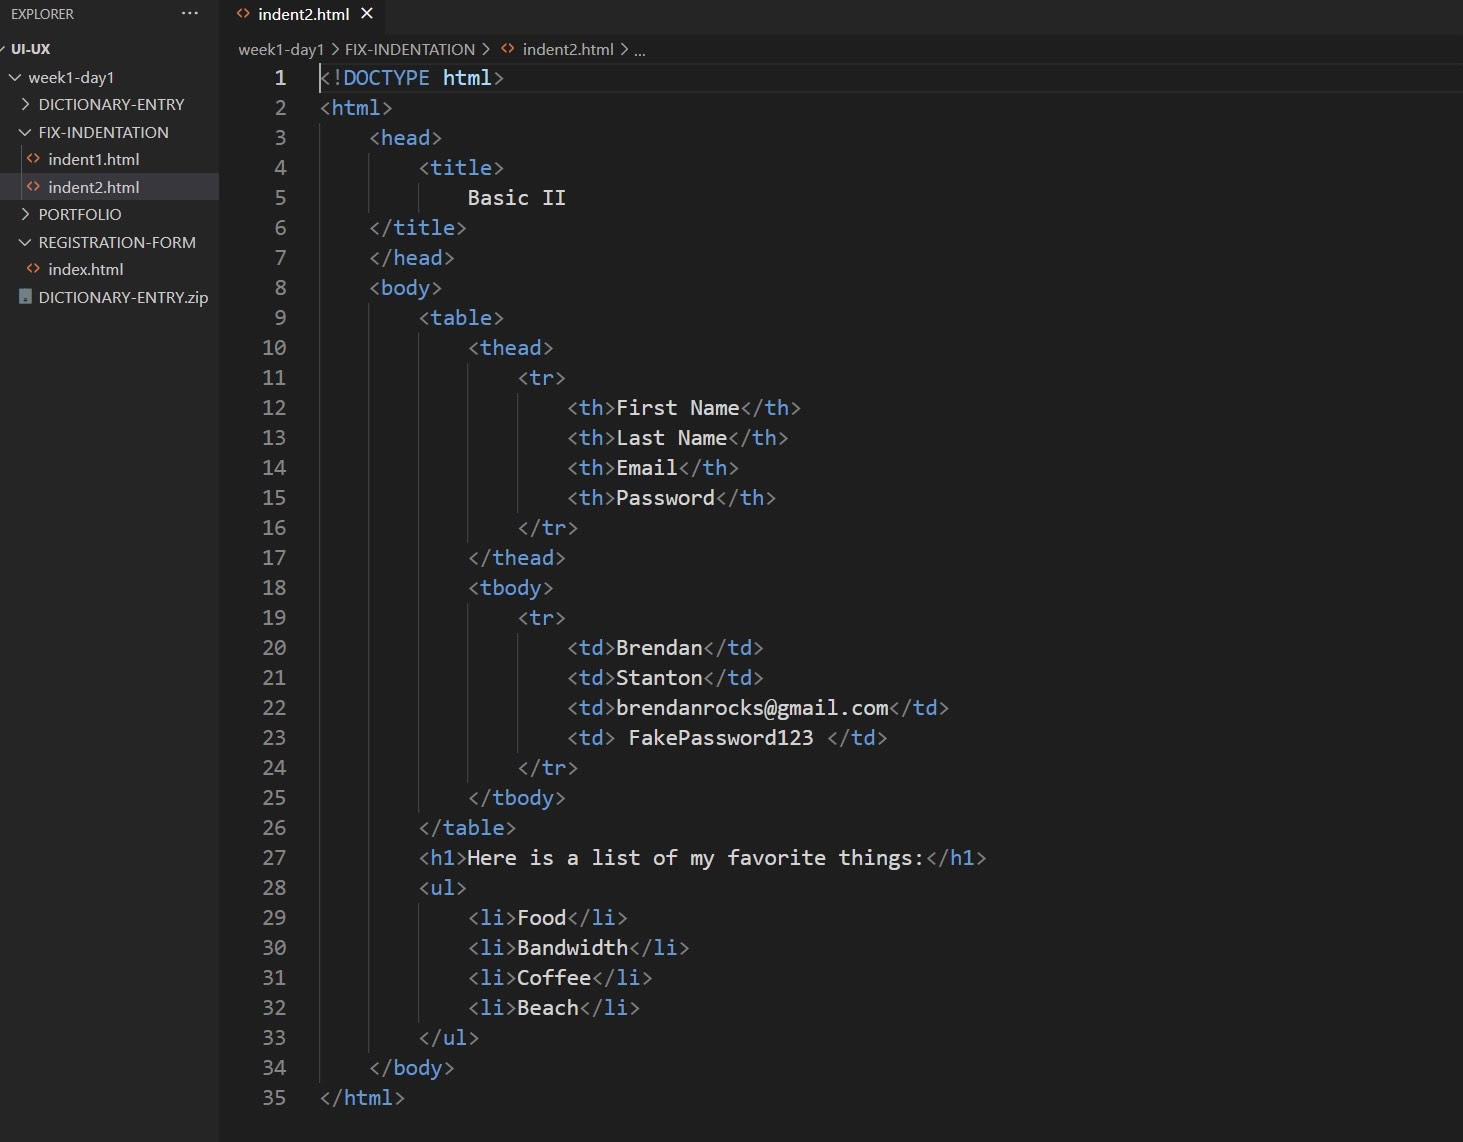 EXPLORER ...
UI-UX
week1-day1
DICTIONARY-ENTRY
FIX-INDENTATION
indent1.html
indent2.html
PORTFOLIO
REGISTRATION-FORM
index.html
DICTIONARY-ENTRY.zip
indent2.html
week1-day1 > FIX-INDENTATION > indent2.html > ...
1 <!DOCTYPE html>
2 <html>
3     <head>
4         <title>
5             Basic II
6     </title>
7     </head>
8     <body>
9         <table>
10             <thead>
11                 <tr>
12                     <th>First Name</th>
13                     <th>Last Name</th>
14                     <th>Email</th>
15                     <th>Password</th>
16                 </tr>
17             </thead>
18             <tbody>
19                 <tr>
20                     <td>Brendan</td>
21                     <td>Stanton</td>
22                     <td>brendanrocks@gmail.com</td>
23                     <td> FakePassword123 </td>
24                 </tr>
25             </tbody>
26         </table>
27         <h1>Here is a list of my favorite things:</h1>
28         <ul>
29             <li>Food</li>
30             <li>Bandwidth</li>
31             <li>Coffee</li>
32             <li>Beach</li>
33         </ul>
34     </body>
35 </html>